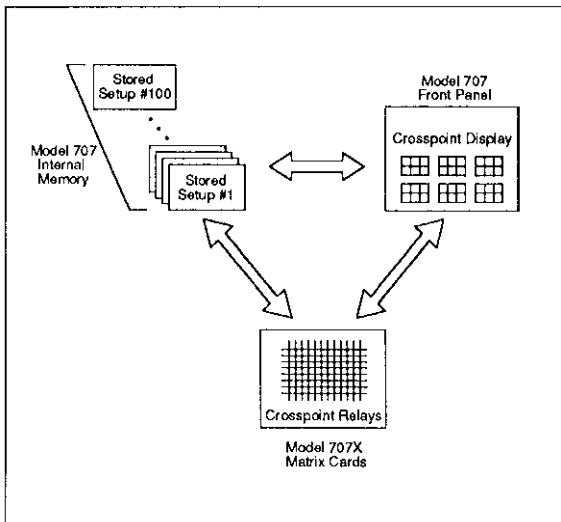 Stored
Setup #100
Model 707
Internal
Memory
Stored
Setup #1
Model 707
Front Panel
Crosspoint Display
Crosspoint Relays
Model 707X
Matrix Cards